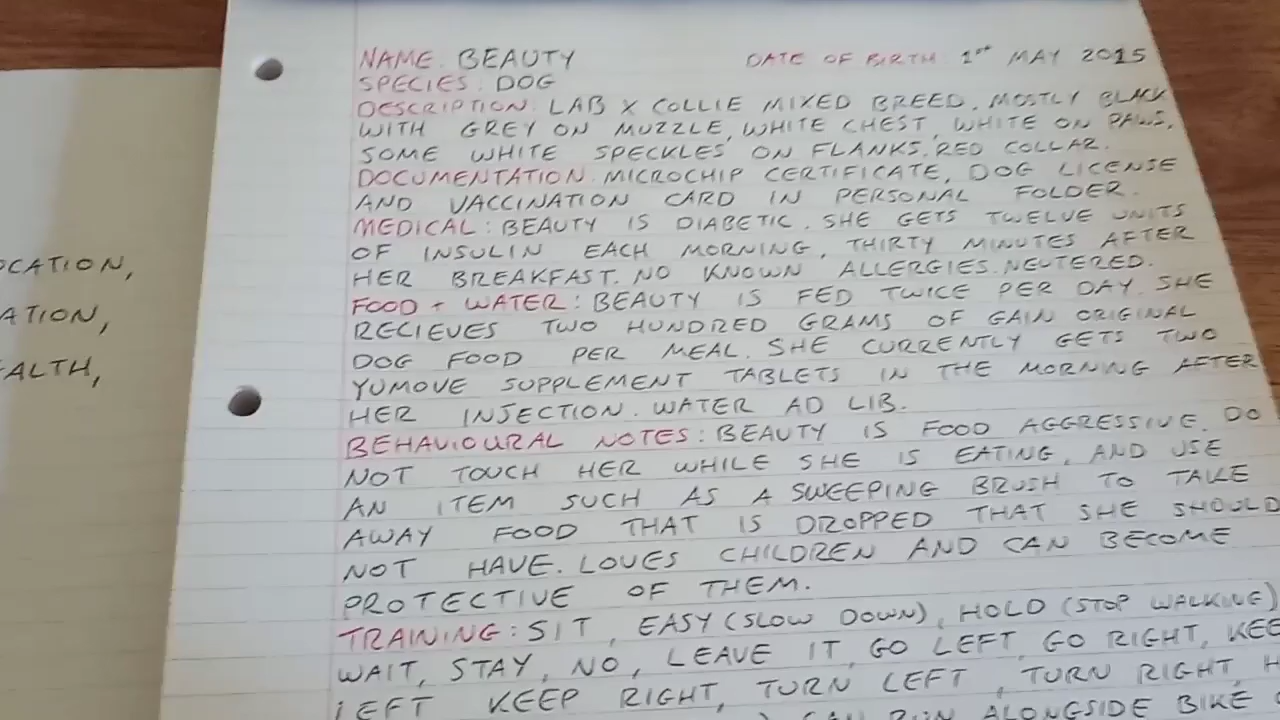 NAME. BEAUTY DATE OF BIRTH 1ST MAY 2015
SPECIES. DOG
DESCRIPTION. LAB X COLLIE MIXED BREED. MOSTLY BLACK
WITH GREY ON MUZZLE, WHITE CHEST, WHITE ON PAWS,
SOME WHITE SPECKLES ON FLANKS. RED COLLAR.
DOCUMENTATION. MICROCHIP CERTIFICATE, DOG LICENSE
AND VACCINATION CARD IN PERSONAL FOLDER.
MEDICAL: BEAUTY IS DIABETIC. SHE GETS TWELVE UNITS
OF INSULIN EACH MORNING, THIRTY MINUTES AFTER
HER BREAKFAST. NO KNOWN ALLERGIES. NEUTERED.
FOOD + WATER: BEAUTY IS FED TWICE PER DAY. SHE
RECIEVES TWO HUNDRED GRAMS OF GAIN ORIGINAL
DOG FOOD PER MEAL. SHE CURRENTLY GETS TWO
YUMOVE SUPPLEMENT TABLETS IN THE MORNING AFTER
HER INJECTION. WATER AD LIB.
BEHAVIOURAL NOTES: BEAUTY IS FOOD AGGRESSIVE. DO
NOT TOUCH HER WHILE SHE IS EATING, AND USE
AN ITEM SUCH AS A SWEEPING BRUSH TO TAKE
AWAY FOOD THAT IS DROPPED THAT SHE SHOULD
NOT HAVE. LOVES CHILDREN AND CAN BECOME
PROTECTIVE OF THEM.
TRAINING: SIT, EASY (SLOW DOWN), HOLD (STOP WALKING)
WAIT, STAY, NO, LEAVE IT, GO LEFT, GO RIGHT, KEE
LEFT KEEP RIGHT, TURN LEFT, TURN RIGHT, H
RUN ALONGSIDE BIKE
OCATION,
ATION,
EALTH,